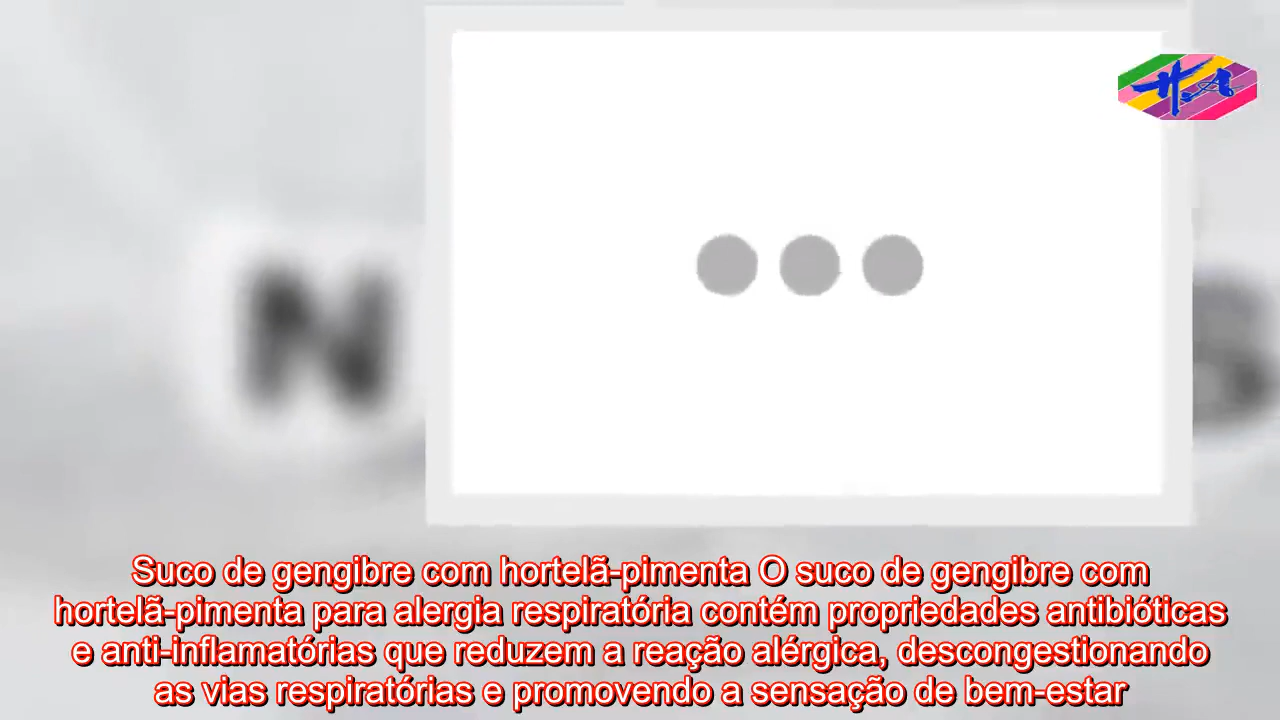 H.A
N
Suco de gengibre com hortelã-pimenta O suco de gengibre com
hortelã-pimenta para alergia respiratória contém propriedades antibióticas
e anti-inflamatórias que reduzem a reação alérgica, descongestionando
as vias respiratórias e promovendo a sensação de bem-estar